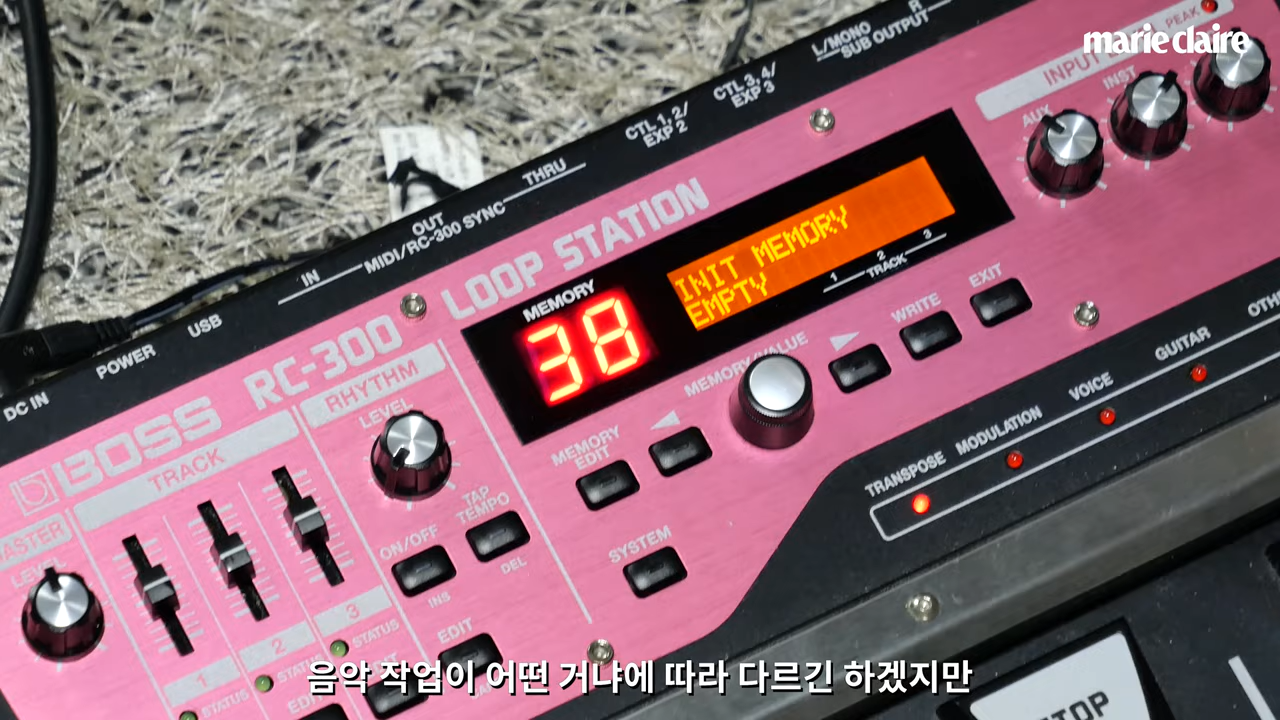 marie claire
R
L/MONO
SUB OUTPUT
PEAK
CTL 3, 4/
EXP 3
CTL 1, 2/
EXP 2
INST
AUX
THRU
OUT
MIDI/RC-300 SYNC
IN
USB
POWER
DC IN
LOOP STATION
MEMORY
38
INIT MEMORY
EMPTY
1 2 3
TRACK
EXIT
WRITE
MEMORY/VALUE
BOSS RC-300
RHYTHM
LEVEL
TRACK
LEVEL
MEMORY
EDIT
TAP
TEMPO
DEL
ON/OFF
INS
SYSTEM
EDIT
GUITAR
VOICE
MODULATION
TRANSPOSE
3
STATUS
2
1
STATUS
음악 작업이 어떤 거냐에 따라 다르긴 하겠지만